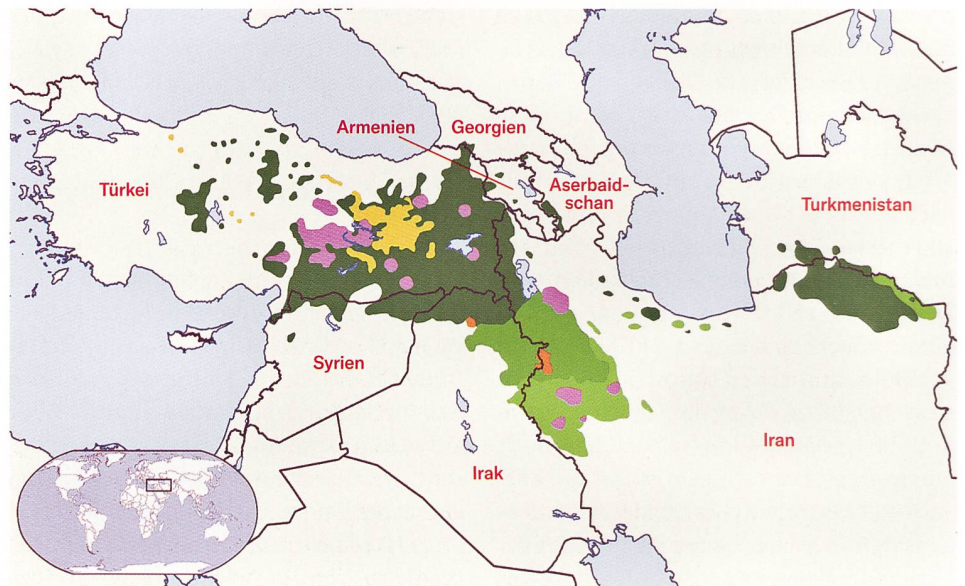 Armenien
Georgien
Türkei
Aserbaid-
schan
Turkmenistan
Syrien
Irak
Iran